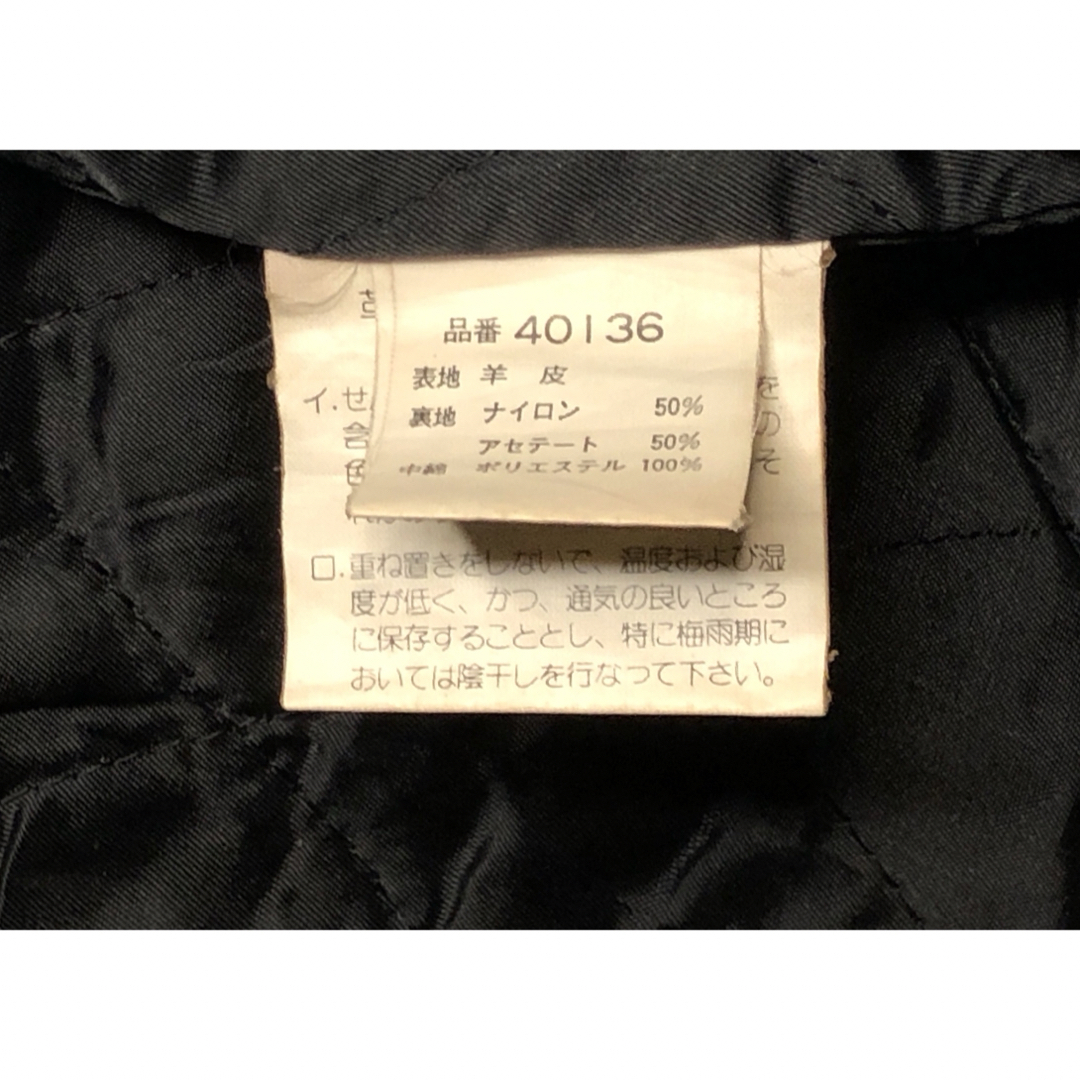 品番 40136
表地 羊 皮
裏地 ナイロン 50%
アセテート 50%
中綿 ポリエステル 100%
イ.せ
を
の
色
そ
ロ.重ね置きをしないで、温度および湿
度が低く、かつ、通気の良いところ
に保存することとし、特に梅雨期に
おいては陰干しを行なって下さい。